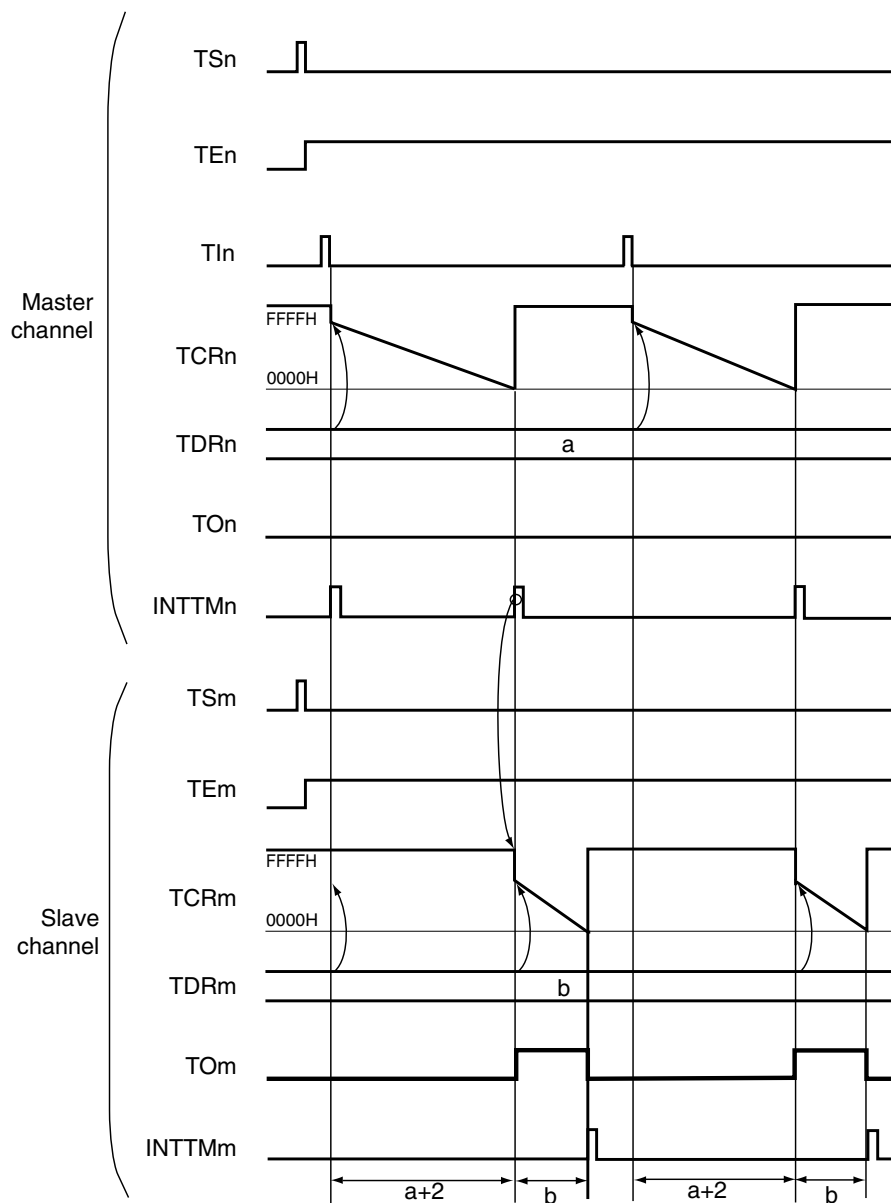 TSn
TEn
TIn
Master
channel
FFFFH
TCRn
0000H
TDRn
a
TOn
INTTMn
TSm
TEm
FFFFH
TCRm
Slave
channel
0000H
TDRm
b
TOm
INTTMm
a+2
b
a+2
b